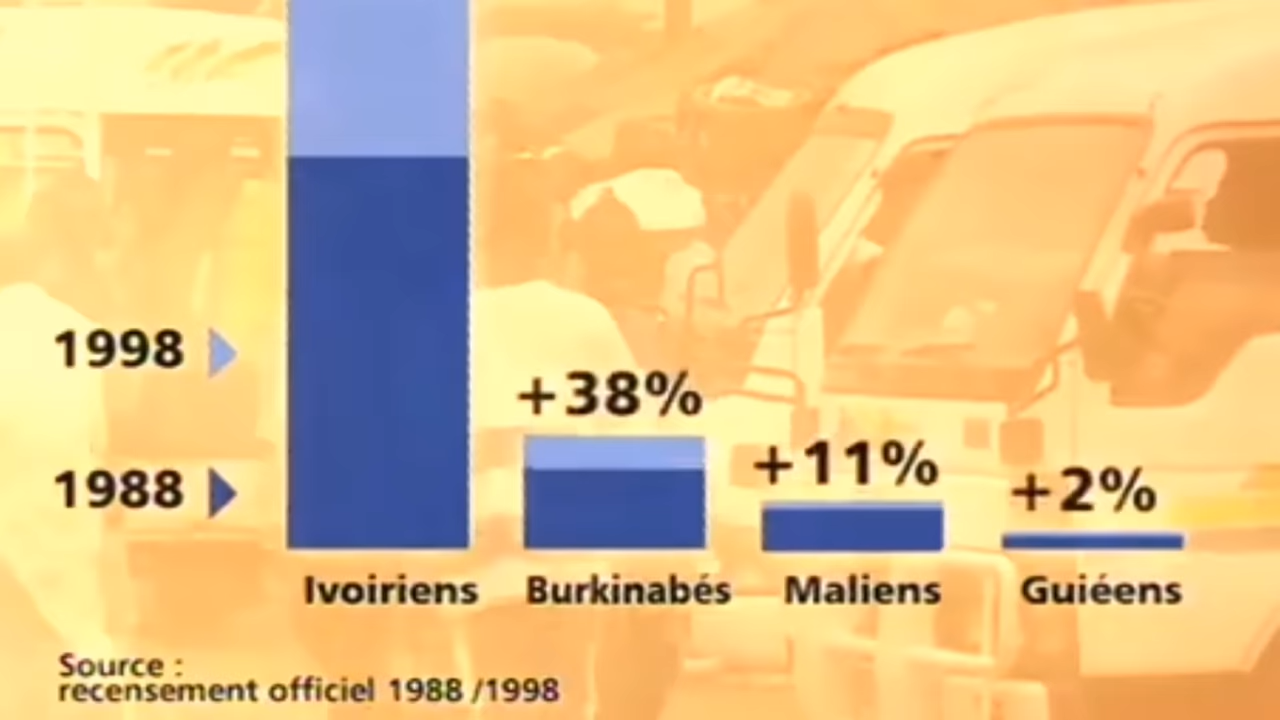 1998
+38%
+11%
+2%
1988
Ivoiriens Burkinabés Maliens Guiéens
Source :
recensement officiel 1988 /1998